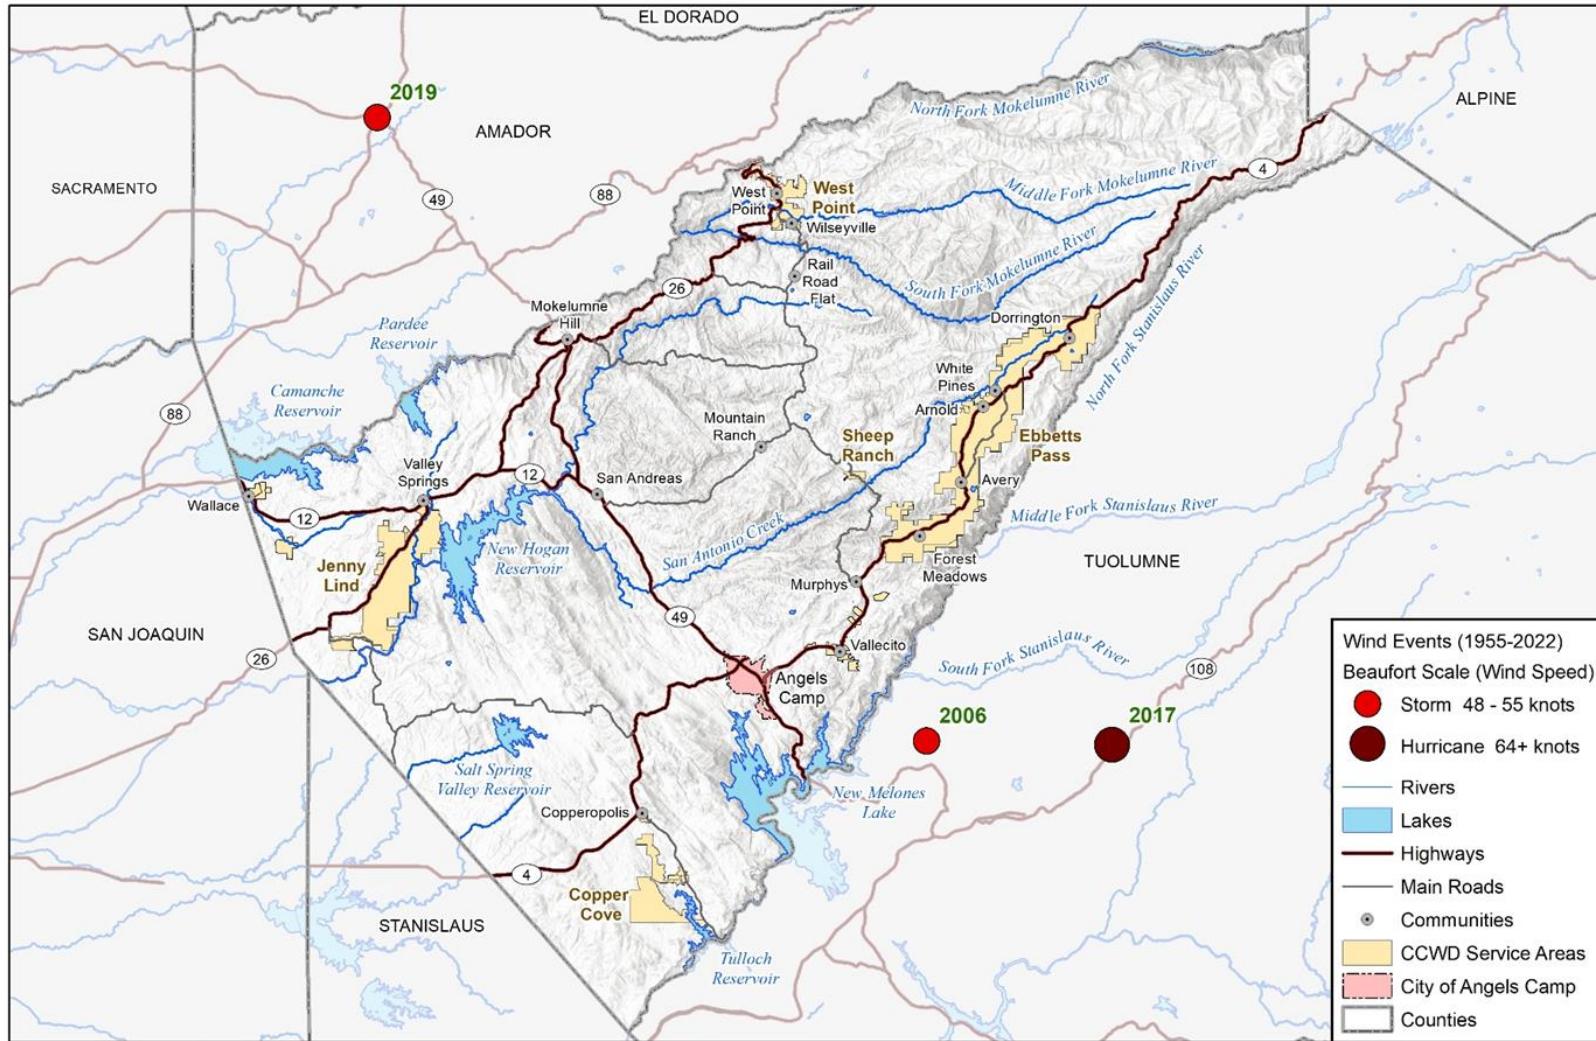 EL DORADO
2019
ALPINE
North Fork Mokelumne River
AMADOR
SACRAMENTO
49
88
4
West
Point
West
Point
Middle Fork Mokelumne River
Wilseyville
South Fork Mokelumne River
Rail
Road
Flat
26
Mokelumne
Hill
Dorrington
North Fork Stanislaus River
Pardee
Reservoir
Camanche
Reservoir
88
White
Pines
Arnold
Mountain
Ranch
Sheep
Ranch
Ebbetts
Pass
Valley
Springs
12
San Andreas
Avery
Wallace
12
Middle Fork Stanislaus River
San Antonio Creek
New Hogan
Reservoir
Jenny
Lind
Forest
Meadows
TUOLUMNE
Murphys
49
SAN JOAQUIN
26
Vallecito
South Fork Stanislaus River
108
Angels
Camp
2006
2017
Salt Spring
Valley Reservoir
New Melones
Lake
Copperopolis
4
Copper
Cove
STANISLAUS
Tulloch
Reservoir
Wind Events (1955-2022)
Beaufort Scale (Wind Speed)
Storm 48 - 55 knots
Hurricane 64+ knots
Rivers
Lakes
Highways
Main Roads
Communities
CCWD Service Areas
City of Angels Camp
Counties